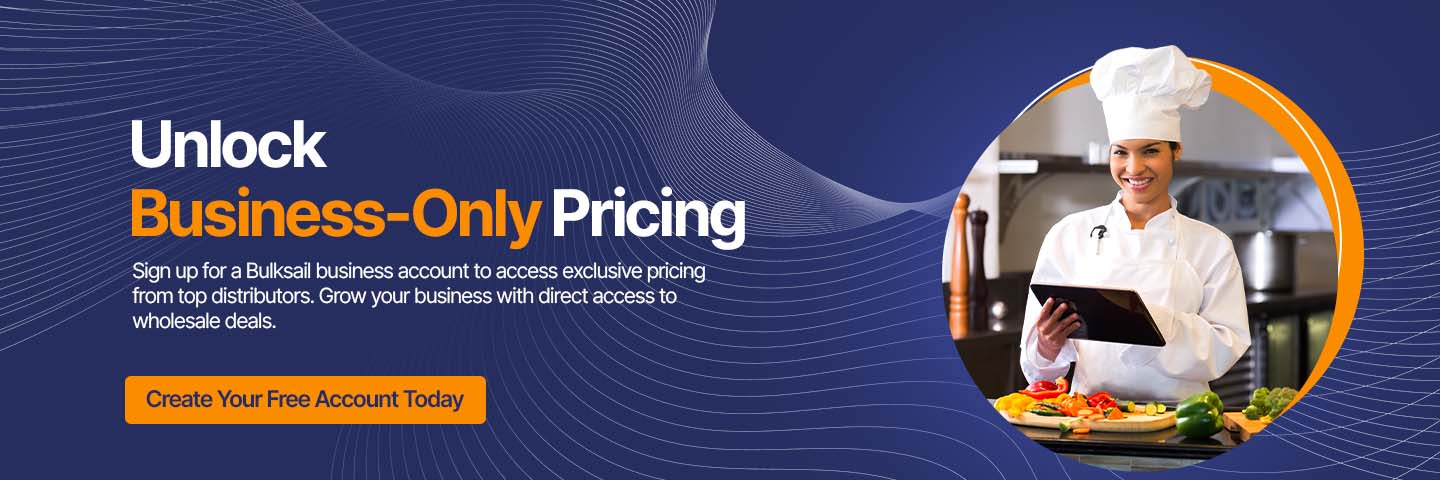 Unlock
Business-Only Pricing
Sign up for a Bulksail business account to access exclusive pricing
from top distributors. Grow your business with direct access to
wholesale deals.
Create Your Free Account Today